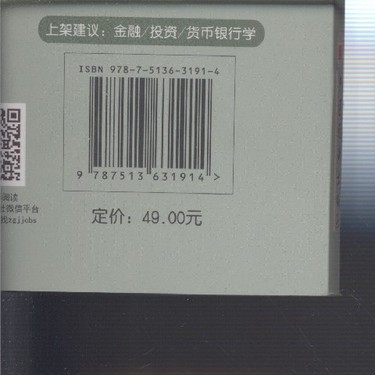 上架建议：金融/投资/货币银行学
ISBN 978-7-5136-3191-4
9 787513 631914 >
阅读
微信平台
zgjjcbs
定价：49.00元